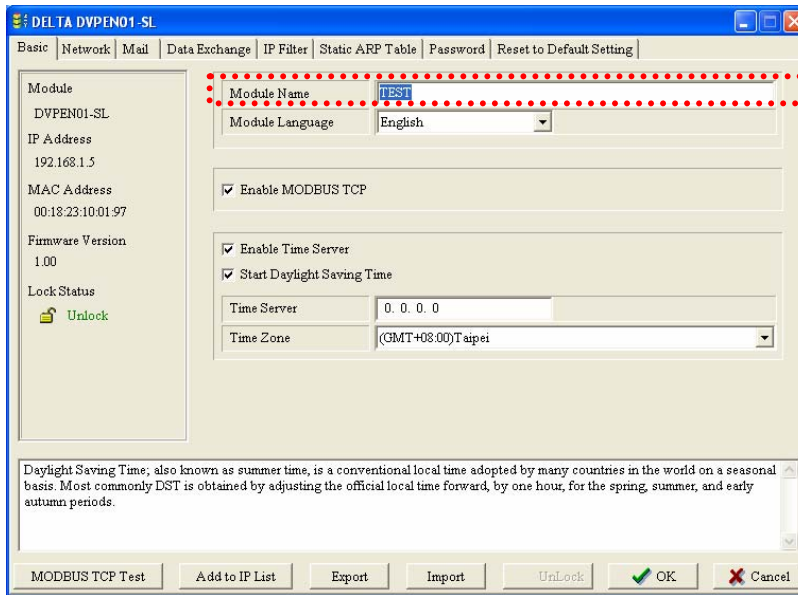 DELTA DVPEN01-SL
Basic Network Mail Data Exchange IP Filter Static ARP Table Password Reset to Default Setting
Module
DVPEN01-SL
IP Address
192.168.1.5
MAC Address
00:18:23:10:01:97
Firmware Version
1.00
Lock Status
Unlock
Module Name TEST
Module Language English
Enable MODBUS TCP
Enable Time Server
Start Daylight Saving Time
Time Server 0. 0. 0. 0
Time Zone (GMT+08:00)Taipei
Daylight Saving Time; also known as summer time, is a conventional local time adopted by many countries in the world on a seasonal
basis. Most commonly DST is obtained by adjusting the official local time forward, by one hour, for the spring, summer, and early
autumn periods.
MODBUS TCP Test Add to IP List Export Import UnLock OK Cancel